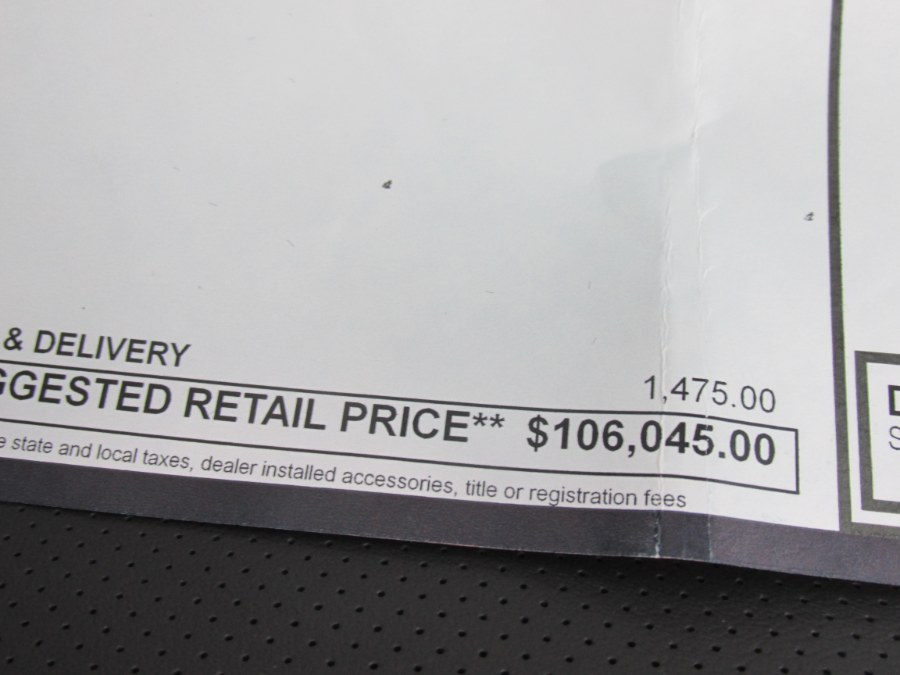 & DELIVERY
1,475.00
GGESTED RETAIL PRICE** $106,045.00
e state and local taxes, dealer installed accessories, title or registration fees
D
S